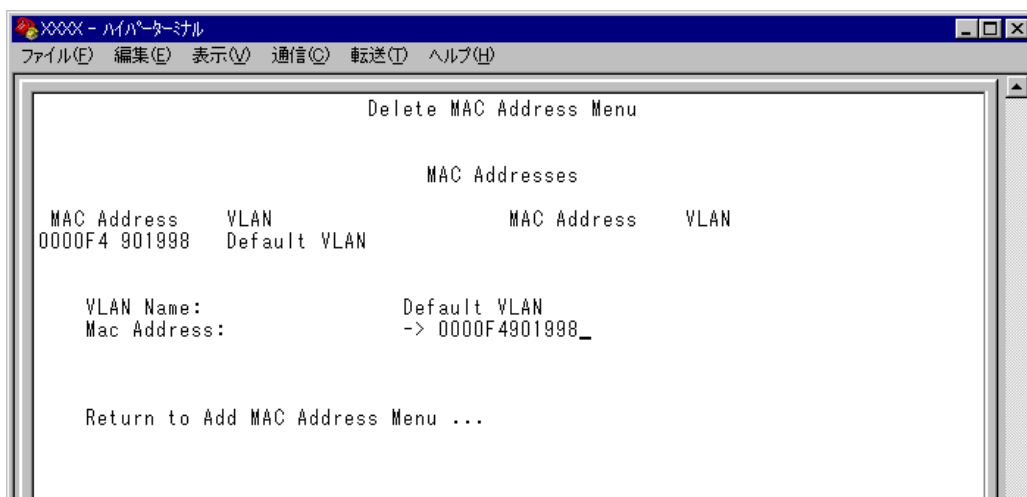 XXXX - ﾊｲﾊﾟｰﾀｰﾐﾅﾙ
ファイル(F) 編集(E) 表示(V) 通信(C) 転送(T) ヘルプ(H)
Delete MAC Address Menu
MAC Addresses
MAC Address VLAN MAC Address VLAN
0000F4 901998 Default VLAN
VLAN Name: Default VLAN
Mac Address: -> 0000F4901998_
Return to Add MAC Address Menu ...